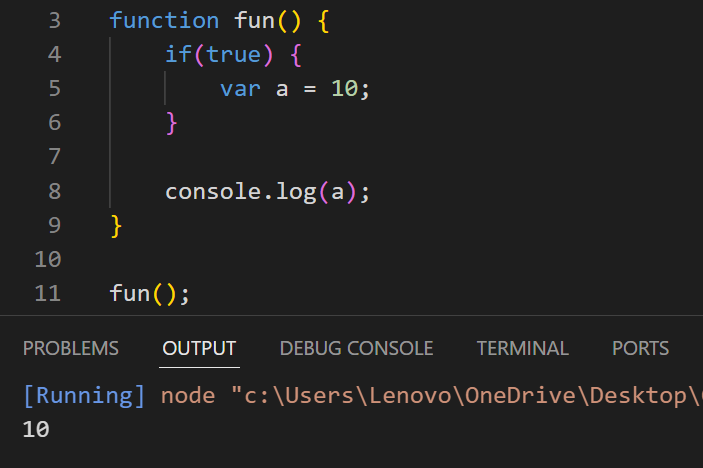 3 function fun() {
4 if(true) {
5 var a = 10;
6 }
7
8 console.log(a);
9 }
10
11 fun();
PROBLEMS OUTPUT DEBUG CONSOLE TERMINAL PORTS
[Running] node "c:\Users\Lenovo\OneDrive\Desktop\
10